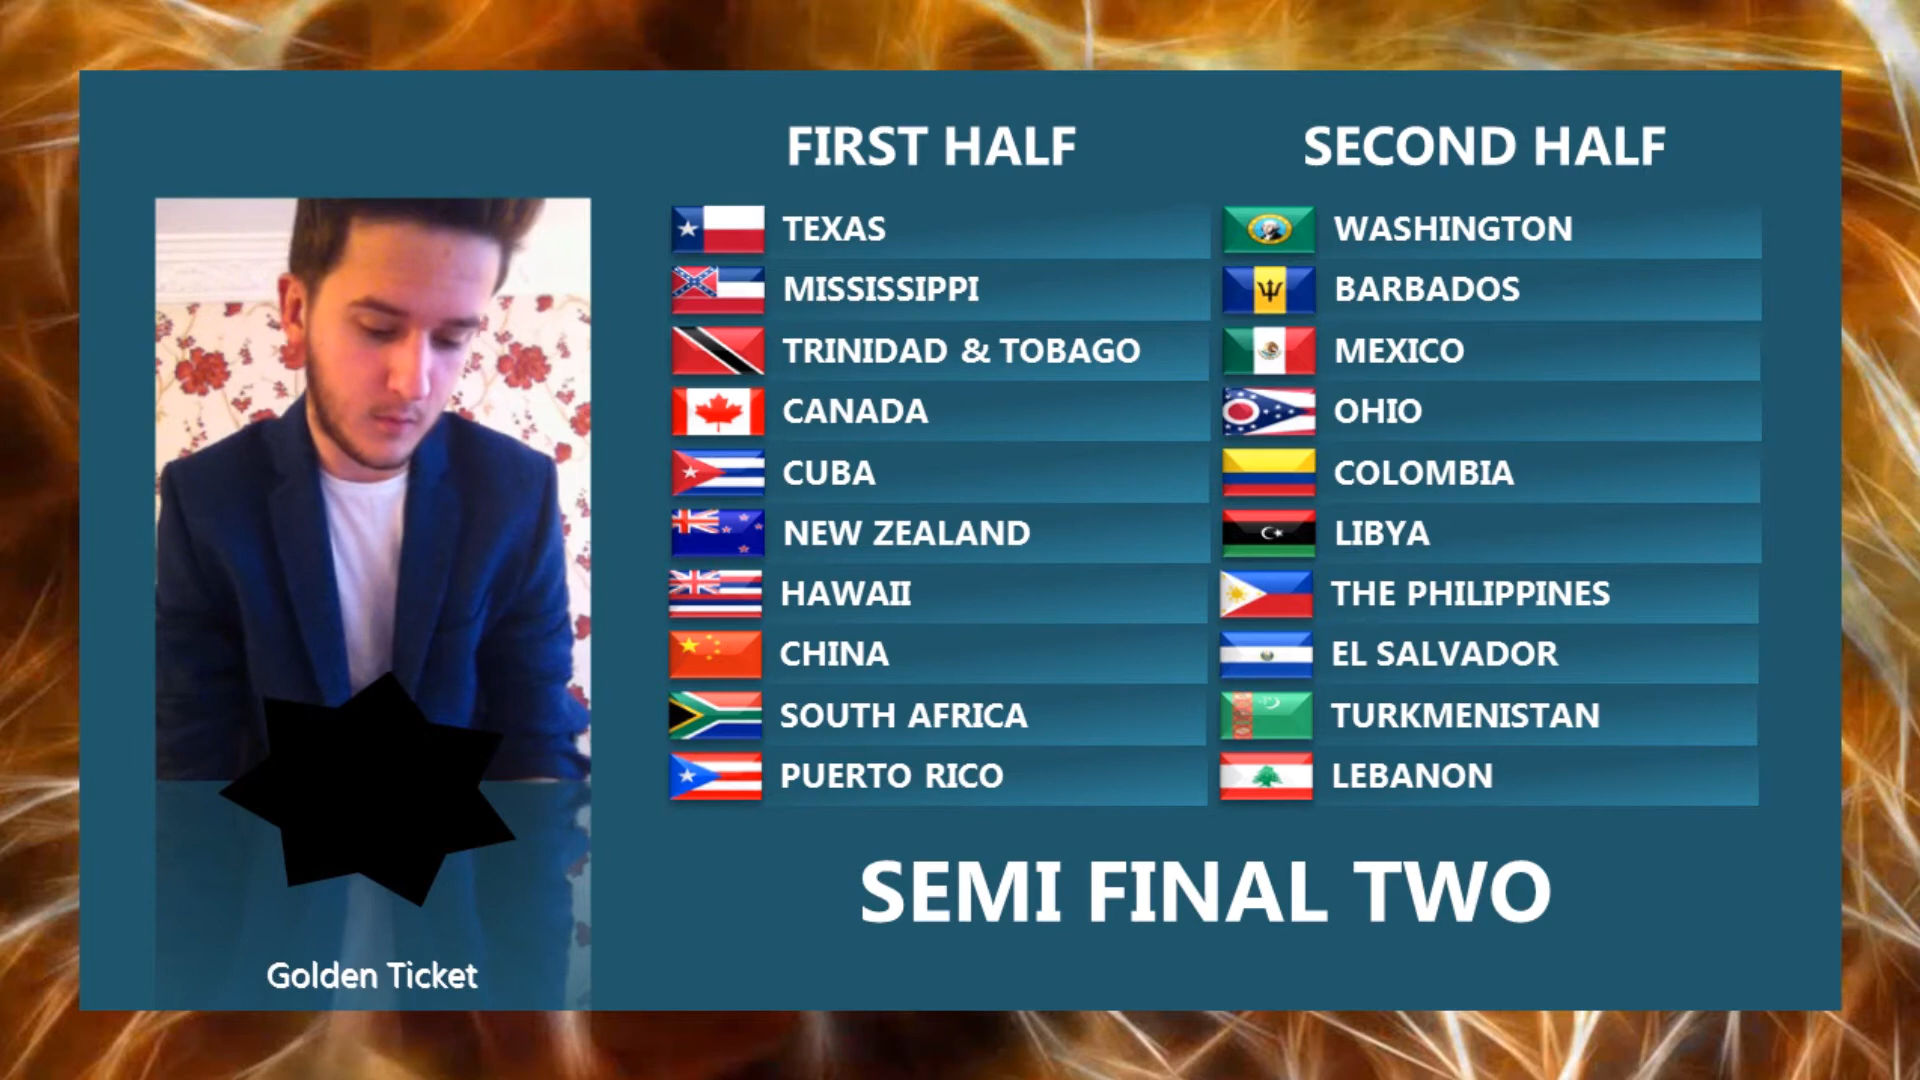 FIRST HALF
TEXAS
MISSISSIPPI
TRINIDAD & TOBAGO
CANADA
CUBA
NEW ZEALAND
HAWAII
CHINA
SOUTH AFRICA
PUERTO RICO
SECOND HALF
WASHINGTON
BARBADOS
MEXICO
OHIO
COLOMBIA
LIBYA
THE PHILIPPINES
EL SALVADOR
TURKMENISTAN
LEBANON
SEMI FINAL TWO
Golden Ticket